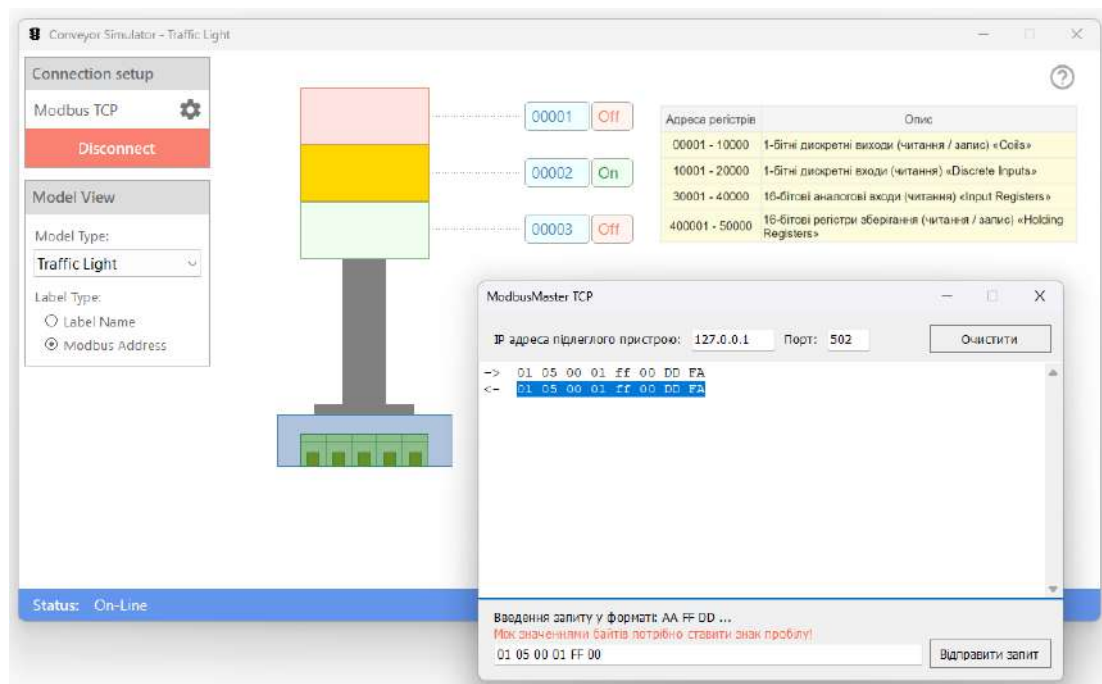 Conveyor Simulator - Traffic Light
Connection setup
Modbus TCP
Disconnect
Model View
Model Type:
Traffic Light
Label Type:
Label Name
Modbus Address
00001 Off
00002 On
00003 Off
Адреса регістрів Опис
00001 - 10000 1-бітні дискретні виходи (читання / запис) «Coils»
10001 - 20000 1-бітні дискретні входи (читання) «Discrete Inputs»
30001 - 40000 16-бітові аналогові входи (читання) «Input Registers»
400001 - 50000 16-бітові регістри зберігання (читання / запис) «Holding
Registers»
ModbusMaster TCP
IP адреса підлеглого пристрою: 127.0.0.1 Порт: 502 Очистити
-> 01 05 00 01 ff 00 DD FA
<- 01 05 00 01 ff 00 DD FA
Введення запиту у форматі: AA FF DD ...
Між значеннями байтів потрібно ставити знак пробілу!
01 05 00 01 FF 00 Відправити запит
Status: On-Line